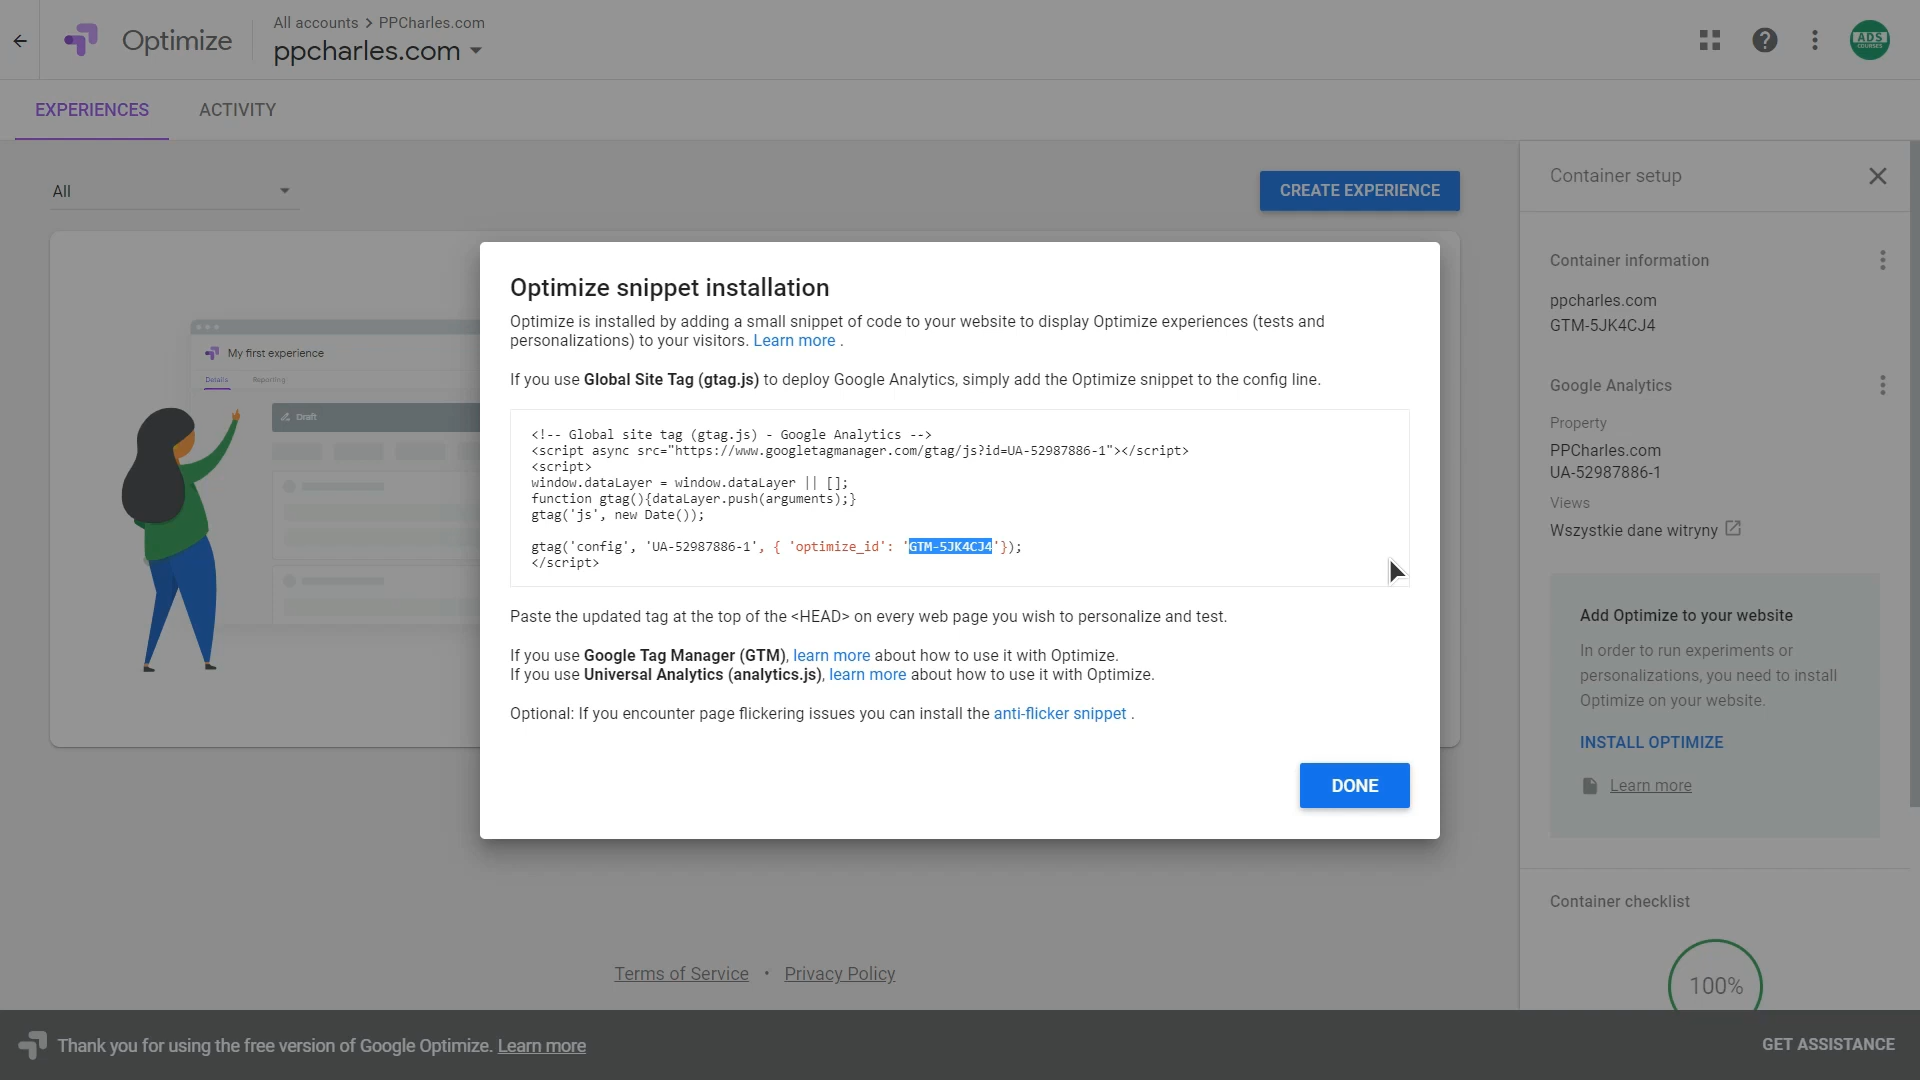 Optimize
All accounts > PPCharles.com
ppcharles.com
ADS
COURSES
EXPERIENCES
ACTIVITY
All
CREATE EXPERIENCE
My first experience
Details
Reporting
Draft
Optimize snippet installation
Optimize is installed by adding a small snippet of code to your website to display Optimize experiences (tests and
personalizations) to your visitors. Learn more .
If you use Global Site Tag (gtag.js) to deploy Google Analytics, simply add the Optimize snippet to the config line.
<!-- Global site tag (gtag.js) - Google Analytics -->
<script async src="https://www.googletagmanager.com/gtag/js?id=UA-52987886-1"></script>
<script>
window.dataLayer = window.dataLayer || [];
function gtag(){dataLayer.push(arguments);}
gtag('js', new Date());
gtag('config', 'UA-52987886-1', { 'optimize_id': 'GTM-5JK4CJ4'});
</script>
Paste the updated tag at the top of the <HEAD> on every web page you wish to personalize and test.
If you use Google Tag Manager (GTM), learn more about how to use it with Optimize.
If you use Universal Analytics (analytics.js), learn more about how to use it with Optimize.
Optional: If you encounter page flickering issues you can install the anti-flicker snippet .
DONE
Container setup
Container information
ppcharles.com
GTM-5JK4CJ4
Google Analytics
Property
PPCharles.com
UA-52987886-1
Views
Wszystkie dane witryny
Add Optimize to your website
In order to run experiments or
personalizations, you need to install
Optimize on your website.
INSTALL OPTIMIZE
Learn more
Container checklist
100%
Terms of Service • Privacy Policy
Thank you for using the free version of Google Optimize. Learn more
GET ASSISTANCE